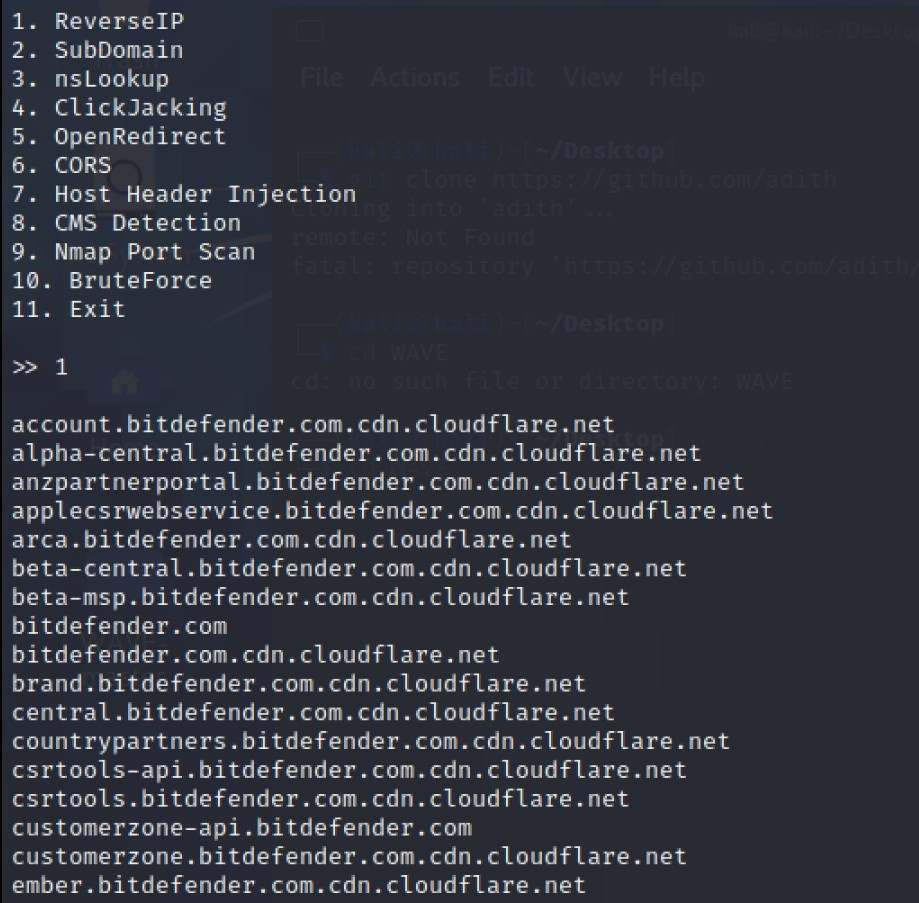 1. ReverseIP
2. SubDomain
3. nsLookup
4. ClickJacking
5. OpenRedirect
6. CORS
7. Host Header Injection
8. CMS Detection
9. Nmap Port Scan
10. BruteForce
11. Exit
>> 1
account.bitdefender.com.cdn.cloudflare.net
alpha-central.bitdefender.com.cdn.cloudflare.net
anzpartnerportal.bitdefender.com.cdn.cloudflare.net
applecsrwebservice.bitdefender.com.cdn.cloudflare.net
arca.bitdefender.com.cdn.cloudflare.net
beta-central.bitdefender.com.cdn.cloudflare.net
beta-msp.bitdefender.com.cdn.cloudflare.net
bitdefender.com
bitdefender.com.cdn.cloudflare.net
brand.bitdefender.com.cdn.cloudflare.net
central.bitdefender.com.cdn.cloudflare.net
countrypartners.bitdefender.com.cdn.cloudflare.net
csrtools-api.bitdefender.com.cdn.cloudflare.net
csrtools.bitdefender.com.cdn.cloudflare.net
customerzone-api.bitdefender.com
customerzone.bitdefender.com.cdn.cloudflare.net
ember.bitdefender.com.cdn.cloudflare.net
File Actions Edit View Help
(kali㉿kali)-[~/Desktop]
$ git clone https://github.com/adith
Cloning into 'adith'...
remote: Not Found
fatal: repository 'https://github.com/adith/
(kali㉿kali)-[~/Desktop]
$ cd WAVE
cd: no such file or directory: WAVE